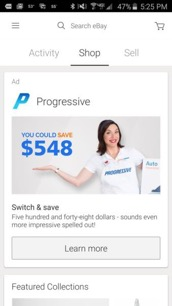 47% 5:25 PM
Search eBay
Activity Shop Sell
Ad
Progressive
YOU COULD SAVE
$548
PROGRESSIVE
Auto
Switch & save
Five hundred and forty-eight dollars - sounds even
more impressive spelled out!
Learn more
Featured Collections